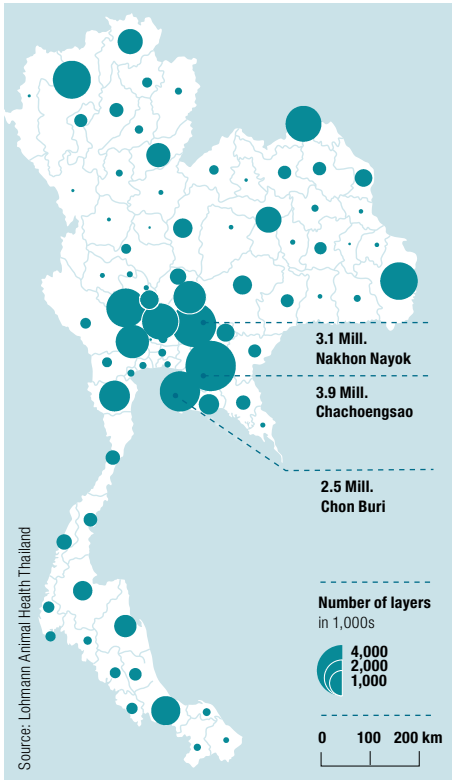 3.1 Mill.
Nakhon Nayok
3.9 Mill.
Chachoengsao
2.5 Mill.
Chon Buri
Number of layers
in 1,000s
4,000
2,000
1,000
0 100 200 km
Source: Lohmann Animal Health Thailand